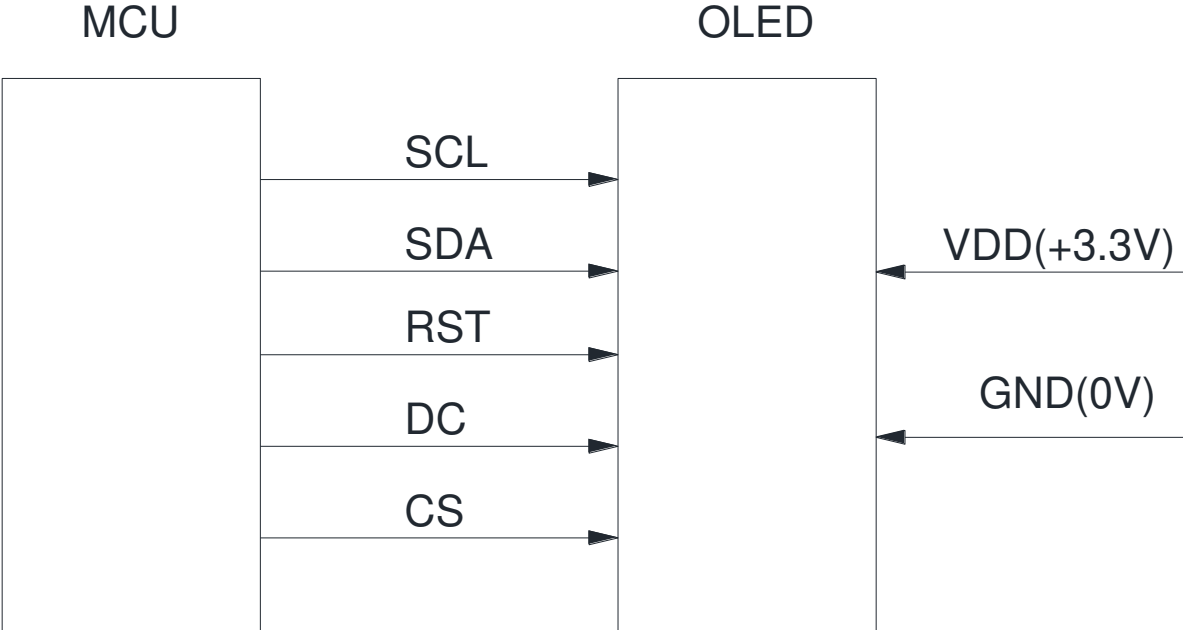 MCU
OLED
SCL
SDA
VDD(+3.3V)
RST
GND(0V)
DC
CS